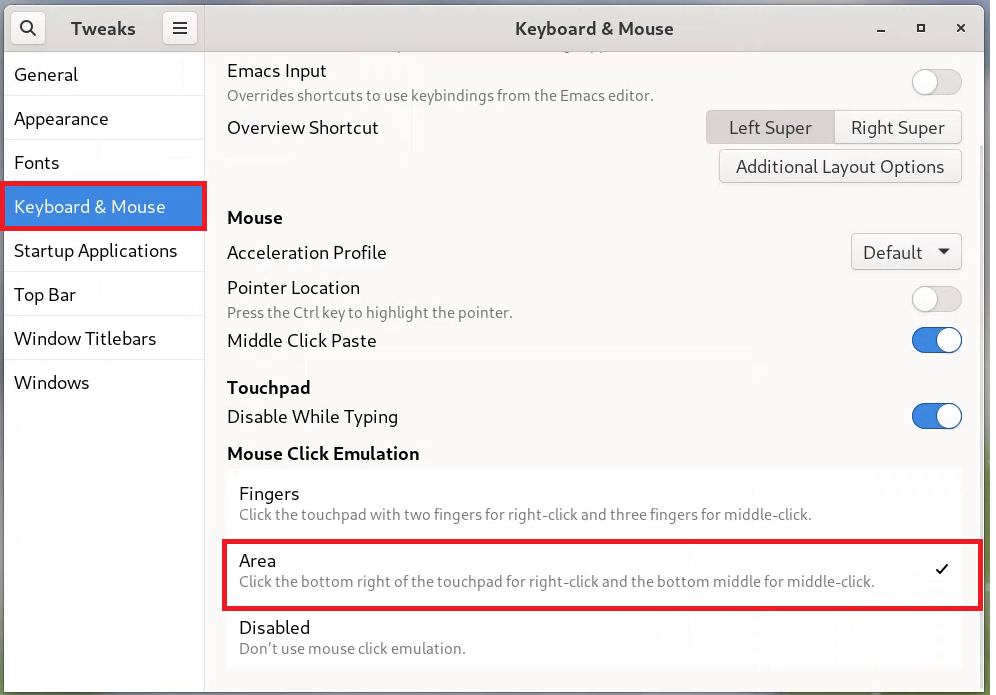 Tweaks
Keyboard & Mouse
General
Appearance
Fonts
Keyboard & Mouse
Startup Applications
Top Bar
Window Titlebars
Windows
Emacs Input
Overrides shortcuts to use keybindings from the Emacs editor.
Overview Shortcut
Left Super
Right Super
Additional Layout Options
Mouse
Acceleration Profile
Default
Pointer Location
Press the Ctrl key to highlight the pointer.
Middle Click Paste
Touchpad
Disable While Typing
Mouse Click Emulation
Fingers
Click the touchpad with two fingers for right-click and three fingers for middle-click.
Area
Click the bottom right of the touchpad for right-click and the bottom middle for middle-click.
Disabled
Don’t use mouse click emulation.